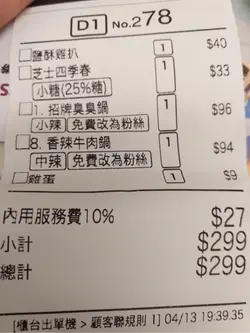 D1 No.278
鹽酥雞扒 1 $40
芝士四季春 1 $33
小糖(25%糖)
1. 招牌臭臭鍋 1 $96
小辣 免費改為粉絲
8. 香辣牛肉鍋 1 $94
中辣 免費改為粉絲
雞蛋 1 $9
內用服務費10% $27
小計 $299
總計 $299
[櫃台出單機 > 顧客聯規則 1] 04/13 19:39:35